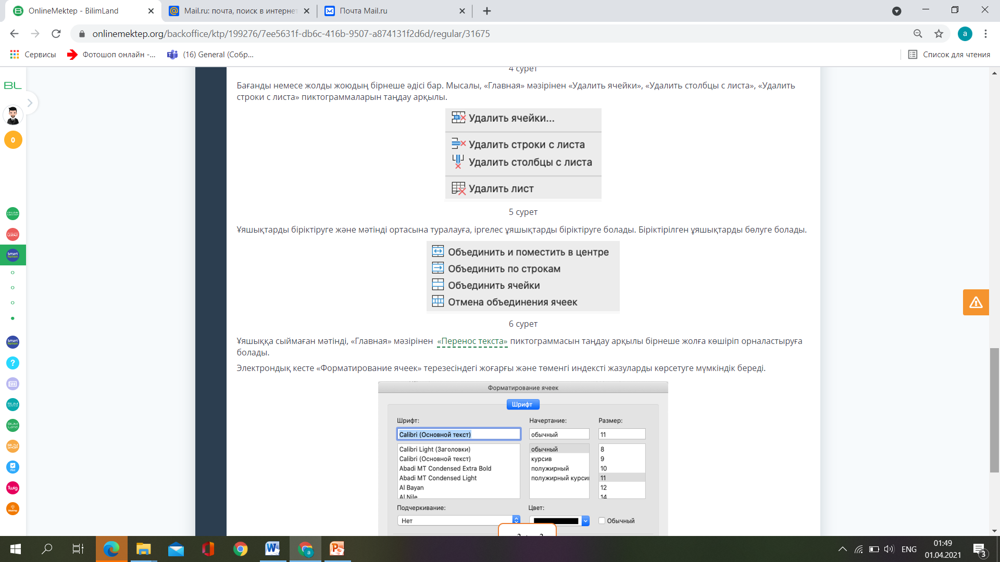 OnlineMektep - BilimLand
Mail.ru: почта, поиск в интернет
Почта Mail.ru
onlinemektep.org/backoffice/ktp/199276/7ee5631f-db6c-416b-9507-a874131f2d6d/regular/31675
a
Сервисы
Фотошоп онлайн -...
(16) General (Собр...
Список для чтения
BL
0
4 сурет
Бағанды немесе жолды жоюдың бірнеше әдісі бар. Мысалы, «Главная» мәзірінен «Удалить ячейки», «Удалить столбцы с листа», «Удалить
строки с листа» пиктограммаларын таңдау арқылы.
Удалить ячейки...
Удалить строки с листа
Удалить столбцы с листа
Удалить лист
5 сурет
Ұяшықтарды біріктіруге және мәтінді ортасына туралауға, іргелес ұяшықтарды біріктіруге болады. Біріктірілген ұяшықтарды бөлуге болады.
Объединить и поместить в центре
Объединить по строкам
Объединить ячейки
Отмена объединения ячеек
6 сурет
Ұяшыққа сыймаған мәтінді, «Главная» мәзірінен «Перенос текста» пиктограммасын таңдау арқылы бірнеше жолға көшіріп орналастыруға
болады.
Электрондық кесте «Форматирование ячеек» терезесіндегі жоғарғы және төменгі индексті жазуларды көрсетуге мүмкіндік береді.
Форматирование ячеек
Шрифт
Шрифт: Начертание: Размер:
Calibri (Основной текст) обычный 11
Calibri Light (Заголовки) обычный 8
Calibri (Основной текст) курсив 9
Abadi MT Condensed Extra Bold полужирный 10
Abadi MT Condensed Light полужирный курси 11
Al Bayan 12
Al Nile 14
Подчеркивание: Цвет:
Нет Обычный
Smart Nation
Smart Nation
Twig
ENG
01:49
01.04.2021
3